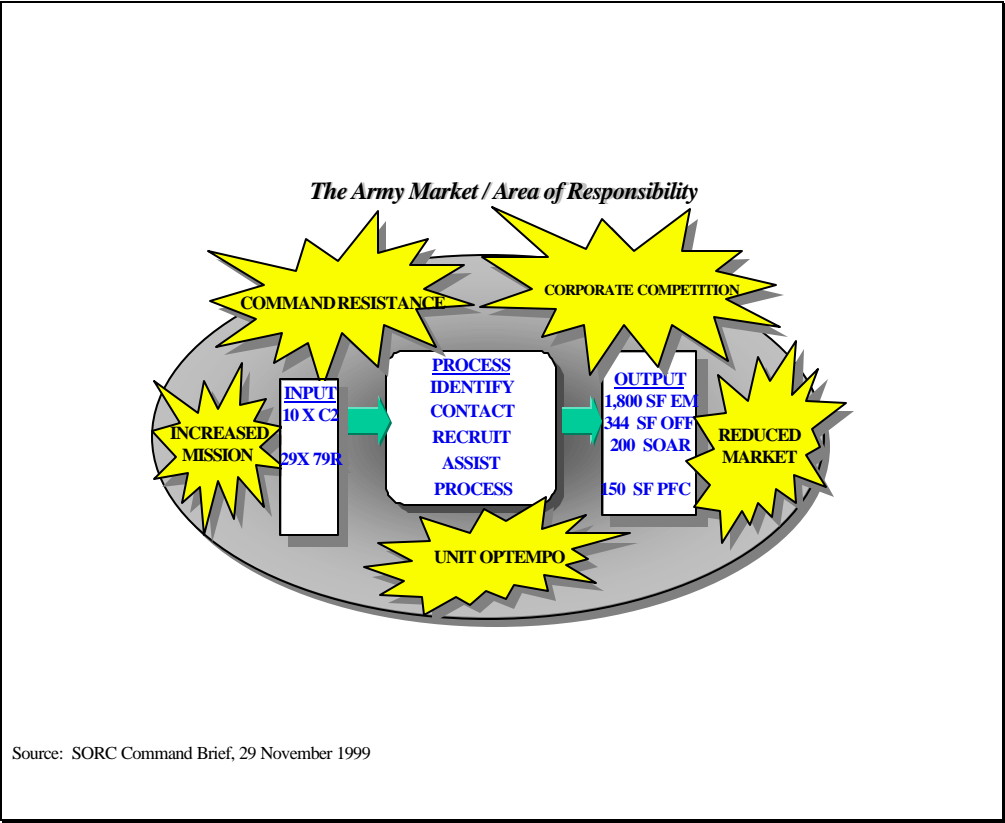 The Army Market / Area of Responsibility
COMMAND RESISTANCE
CORPORATE COMPETITION
INCREASED
MISSION
INPUT
10 X C2
29X 79R
PROCESS
IDENTIFY
CONTACT
RECRUIT
ASSIST
PROCESS
OUTPUT
1,800 SF EM
344 SF OFF
200 SOAR
150 SF PFC
REDUCED
MARKET
UNIT OPTEMPO
Source: SORC Command Brief, 29 November 1999